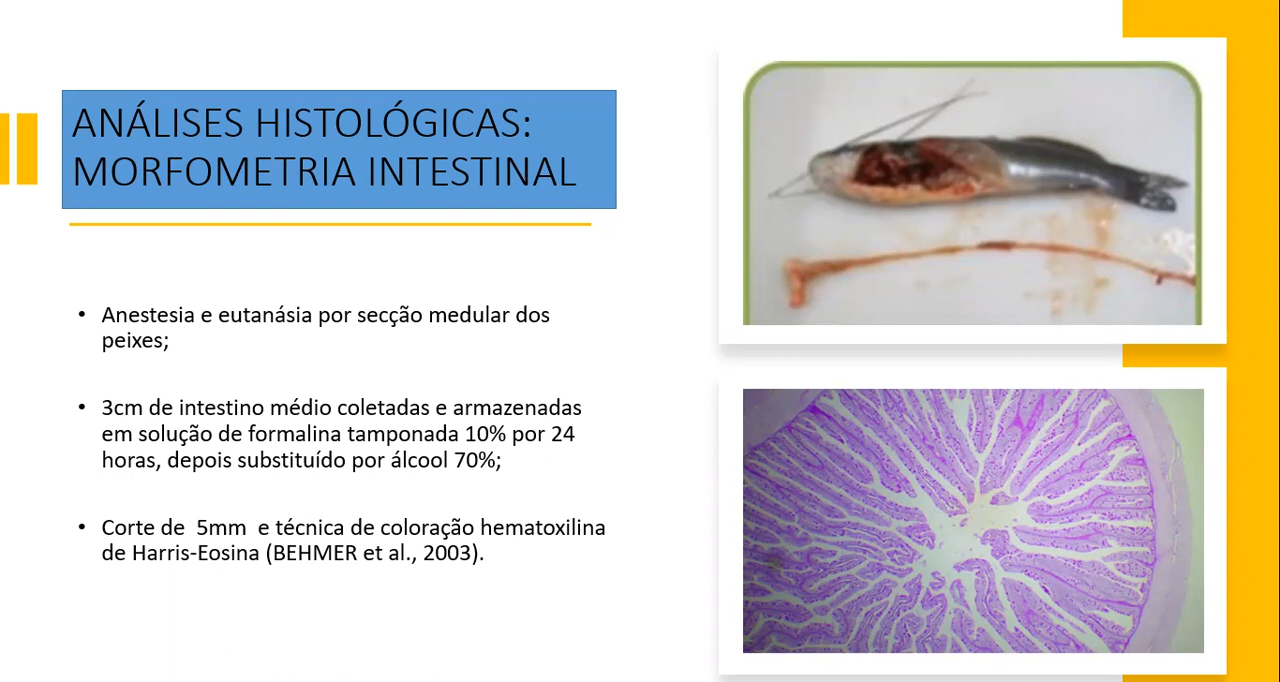 ANÁLISES HISTOLÓGICAS:
MORFOMETRIA INTESTINAL
• Anestesia e eutanásia por secção medular dos
peixes;
• 3cm de intestino médio coletadas e armazenadas
em solução de formalina tamponada 10% por 24
horas, depois substituído por álcool 70%;
• Corte de  5mm  e técnica de coloração hematoxilina
de Harris-Eosina (BEHMER et al., 2003).